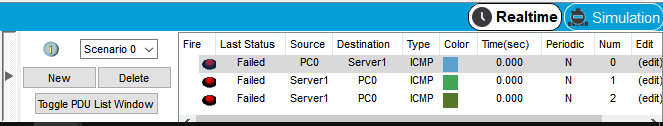 Realtime Simulation
Scenario 0
New Delete
Toggle PDU List Window
Fire Last Status Source Destination Type Color Time(sec) Periodic Num Edit
Failed PC0 Server1 ICMP 0.000 N 0 (edit)
Failed Server1 PC0 ICMP 0.000 N 1 (edit)
Failed Server1 PC0 ICMP 0.000 N 2 (edit)